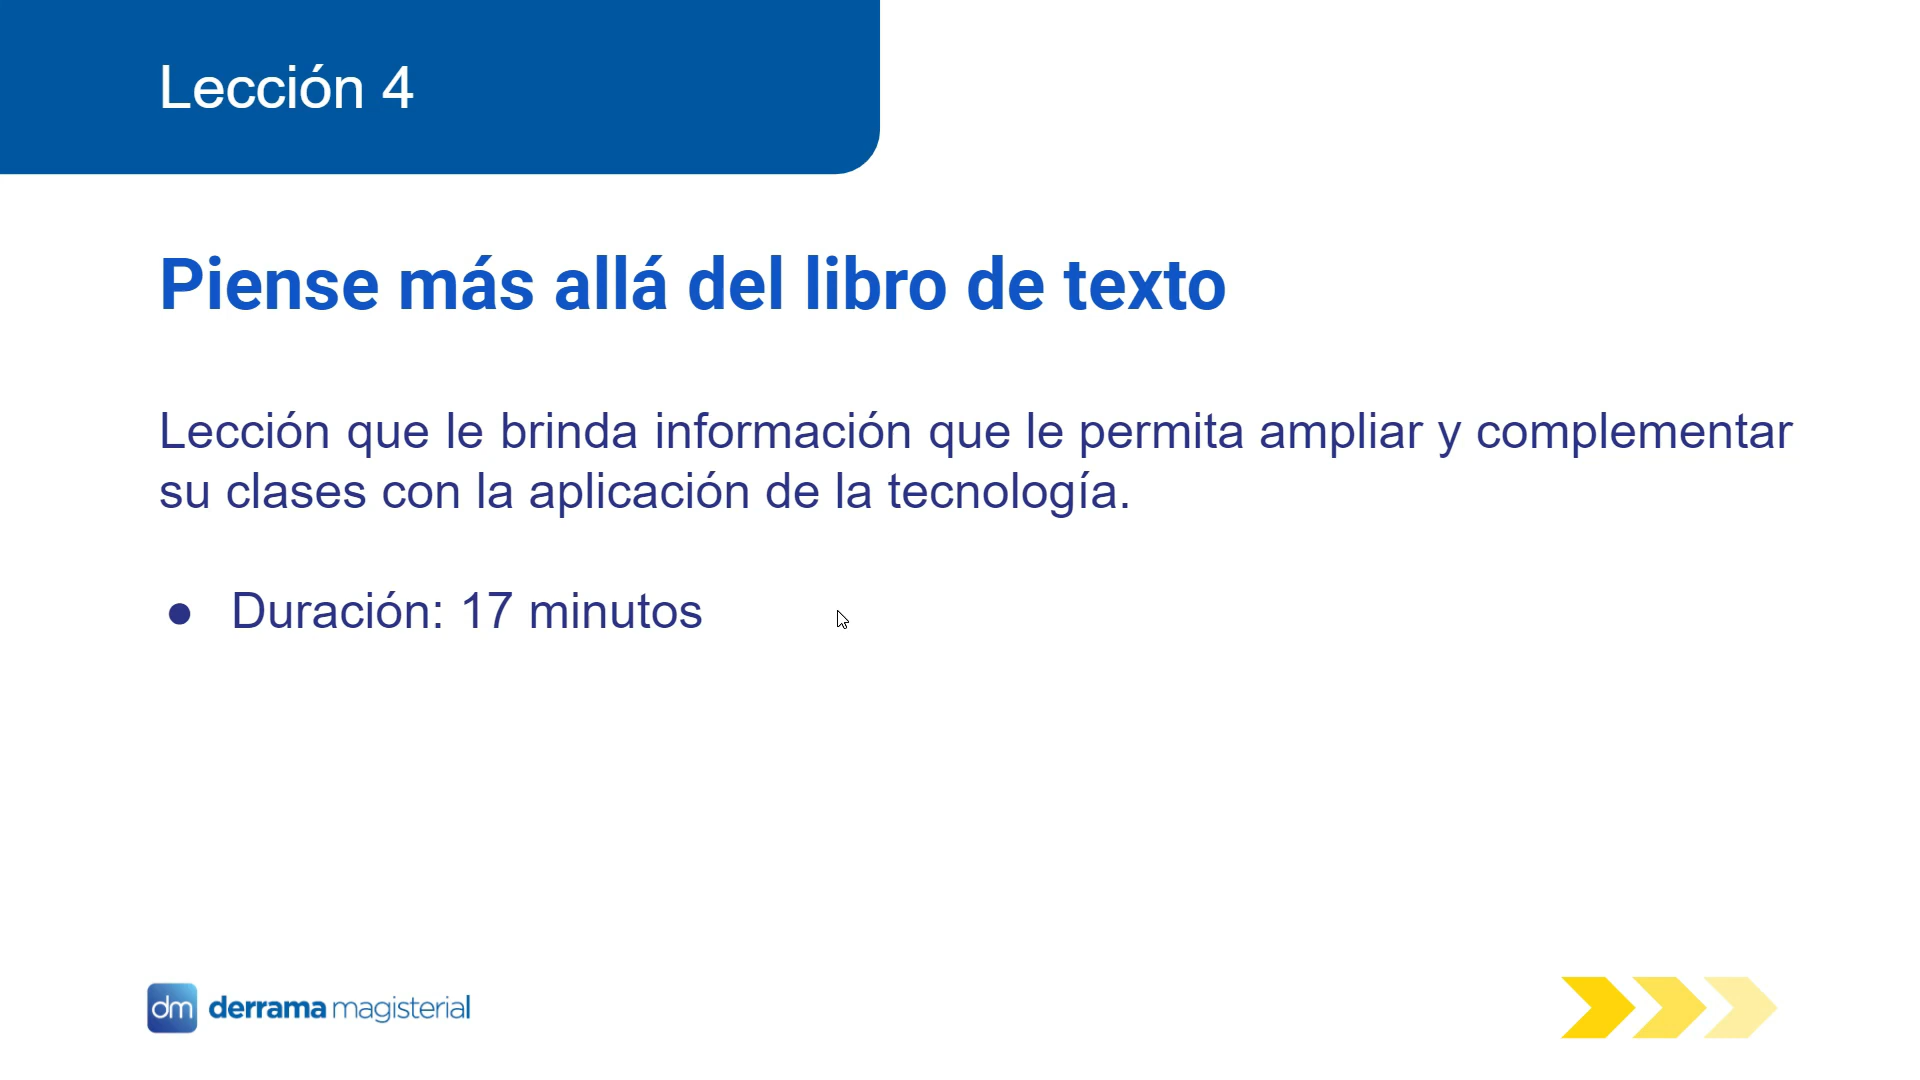 Lección 4
Piense más allá del libro de texto
Lección que le brinda información que le permita ampliar y complementar
su clases con la aplicación de la tecnología.
● Duración: 17 minutos
dm derrama magisterial